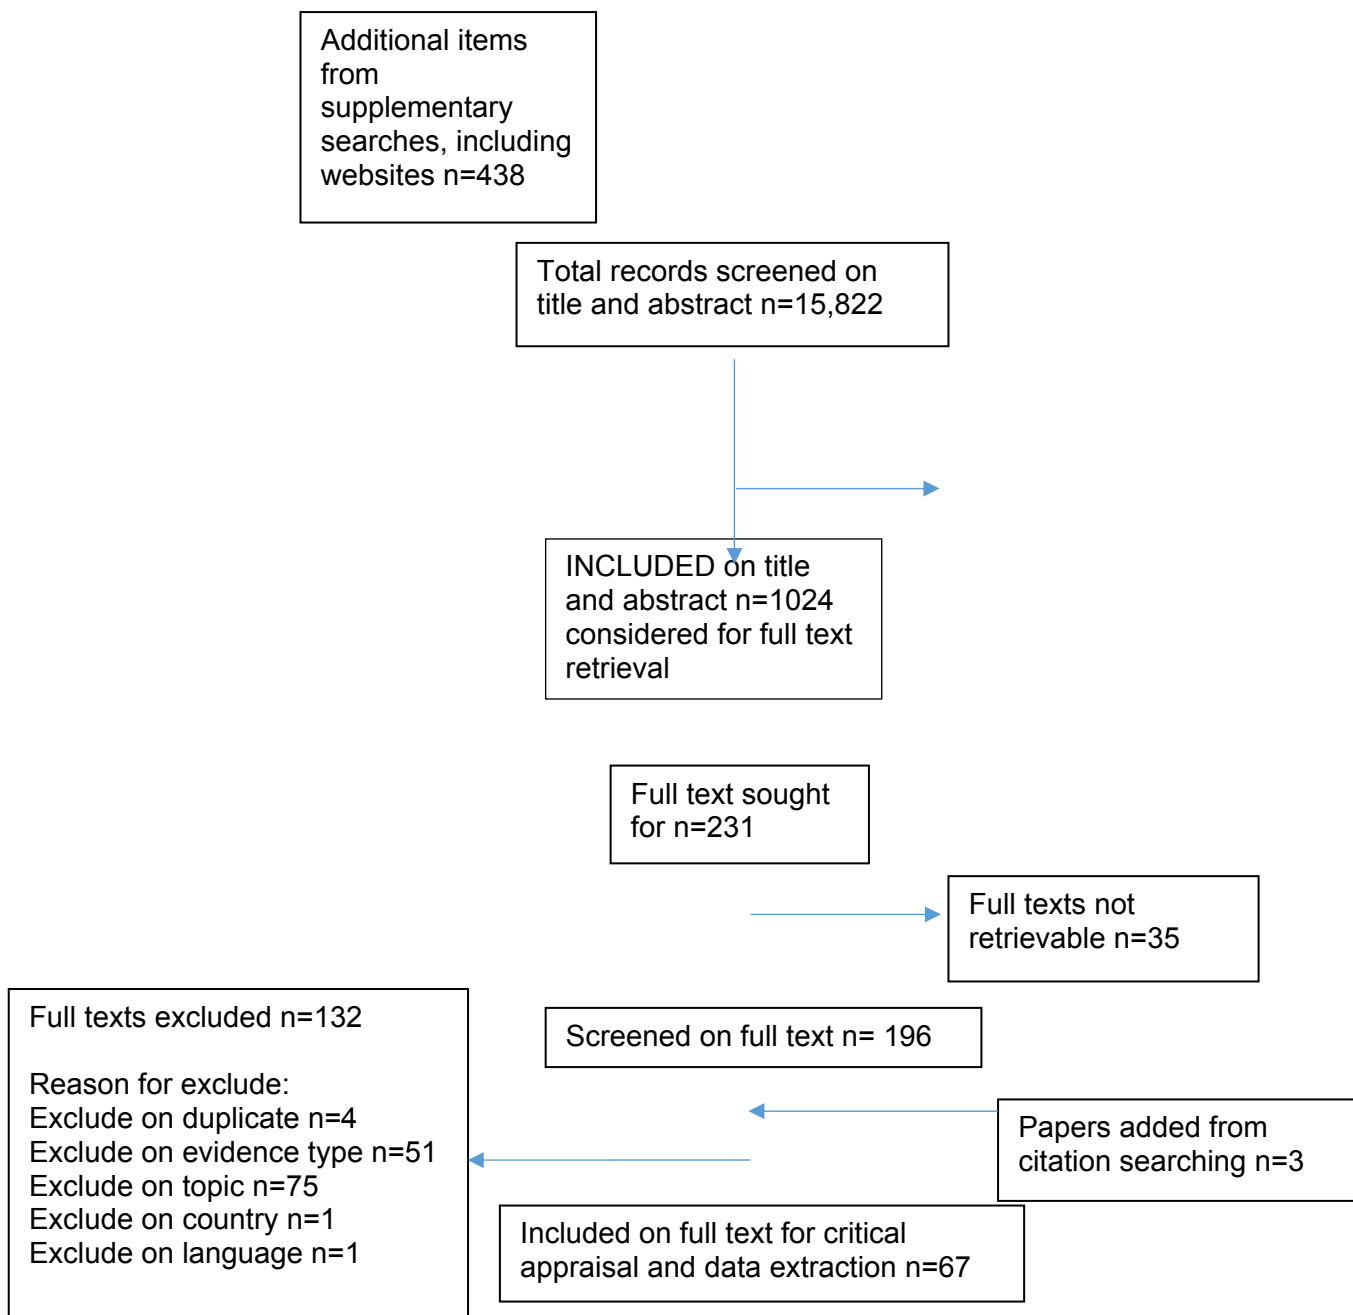 Additional items
from
supplementary
searches, including
websites n=438
Total records screened on
title and abstract n=15,822
INCLUDED on title
and abstract n=1024
considered for full text
retrieval
Full text sought
for n=231
Full texts not
retrievable n=35
Full texts excluded n=132
Reason for exclude:
Exclude on duplicate n=4
Exclude on evidence type n=51
Exclude on topic n=75
Exclude on country n=1
Exclude on language n=1
Screened on full text n= 196
Papers added from
citation searching n=3
Included on full text for critical
appraisal and data extraction n=67